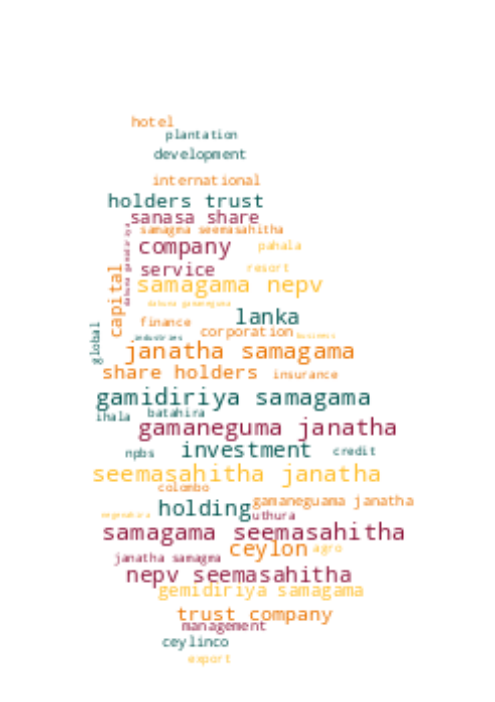 hotel
plantation
development
international
holders trust
sanasa share
samagma seemasahitha
company
pahala
service
resort
capital
samagama nepv
lanka
finance
corporation
global
industries
business
janatha samagama
share holders
insurance
gamidiriya samagama
ihala
batahira
gamaneguma janatha
npbs
investment
credit
seemasahitha janatha
colombo
holding
gamaneguama janatha
uthura
samagama seemasahitha
ceylon
agro
janatha samagma
nepv seemasahitha
gemidiriya samagama
trust company
management
ceylinco
export